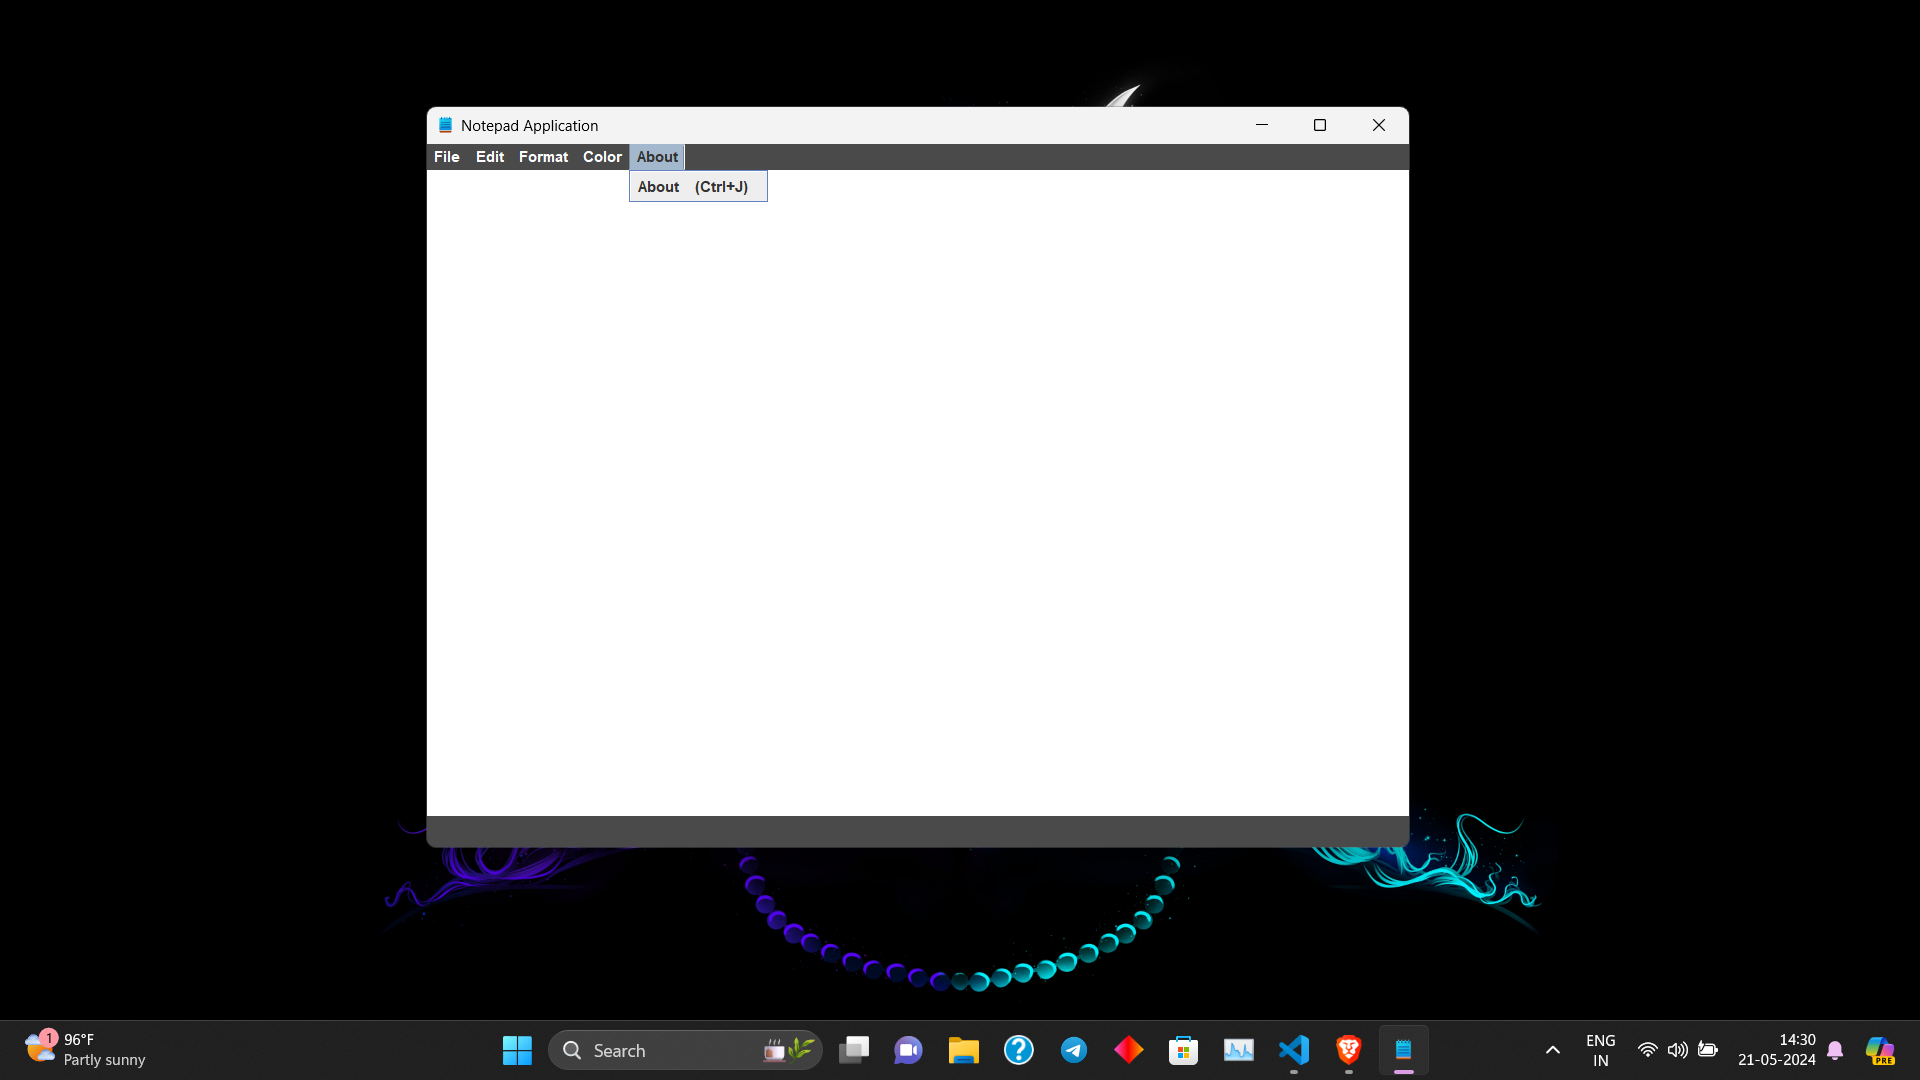 Notepad Application
File Edit Format Color About
About (Ctrl+J)
1
96°F
Partly sunny
Search
PRE
ENG
IN
14:30
21-05-2024